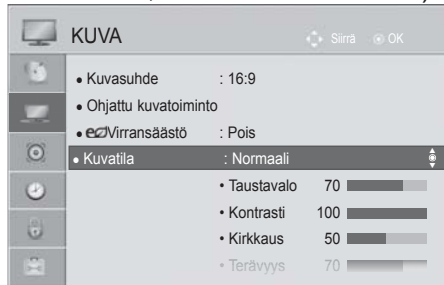 KUVA
Siirrä OK
• Kuvasuhde : 16:9
• Ohjattu kuvatoiminto
• eco Virransäästö : Pois
• Kuvatila : Normaali
• Taustavalo 70
• Kontrasti 100
• Kirkkaus 50
• Terävyys 70